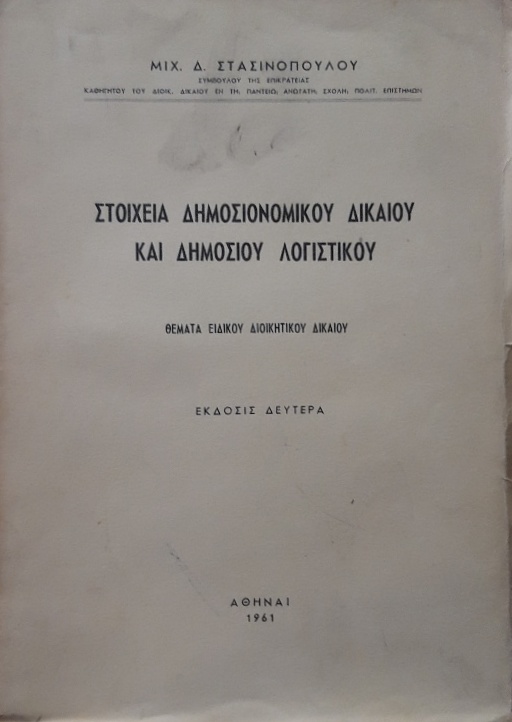 ΜΙΧ. Δ. ΣΤΑΣΙΝΟΠΟΥΛΟΥ
ΣΥΜΒΟΥΛΟΥ ΤΗΣ ΕΠΙΚΡΑΤΕΙΑΣ
ΚΑΘΗΓΗΤΟΥ ΤΟΥ ΔΙΟΙΚ. ΔΙΚΑΙΟΥ ΕΝ ΤΗ, ΠΑΝΤΕΙΩ, ΑΝΩΤΑΤΗ, ΣΧΟΛΗ, ΠΟΛΙΤ. ΕΠΙΣΤΗΜΩΝ
ΣΤΟΙΧΕΙΑ ΔΗΜΟΣΙΟΝΟΜΙΚΟΥ ΔΙΚΑΙΟΥ
ΚΑΙ ΔΗΜΟΣΙΟΥ ΛΟΓΙΣΤΙΚΟΥ
ΘΕΜΑΤΑ ΕΙΔΙΚΟΥ ΔΙΟΙΚΗΤΙΚΟΥ ΔΙΚΑΙΟΥ
ΕΚΔΟΣΙΣ ΔΕΥΤΕΡΑ
ΑΘΗΝΑΙ
1961